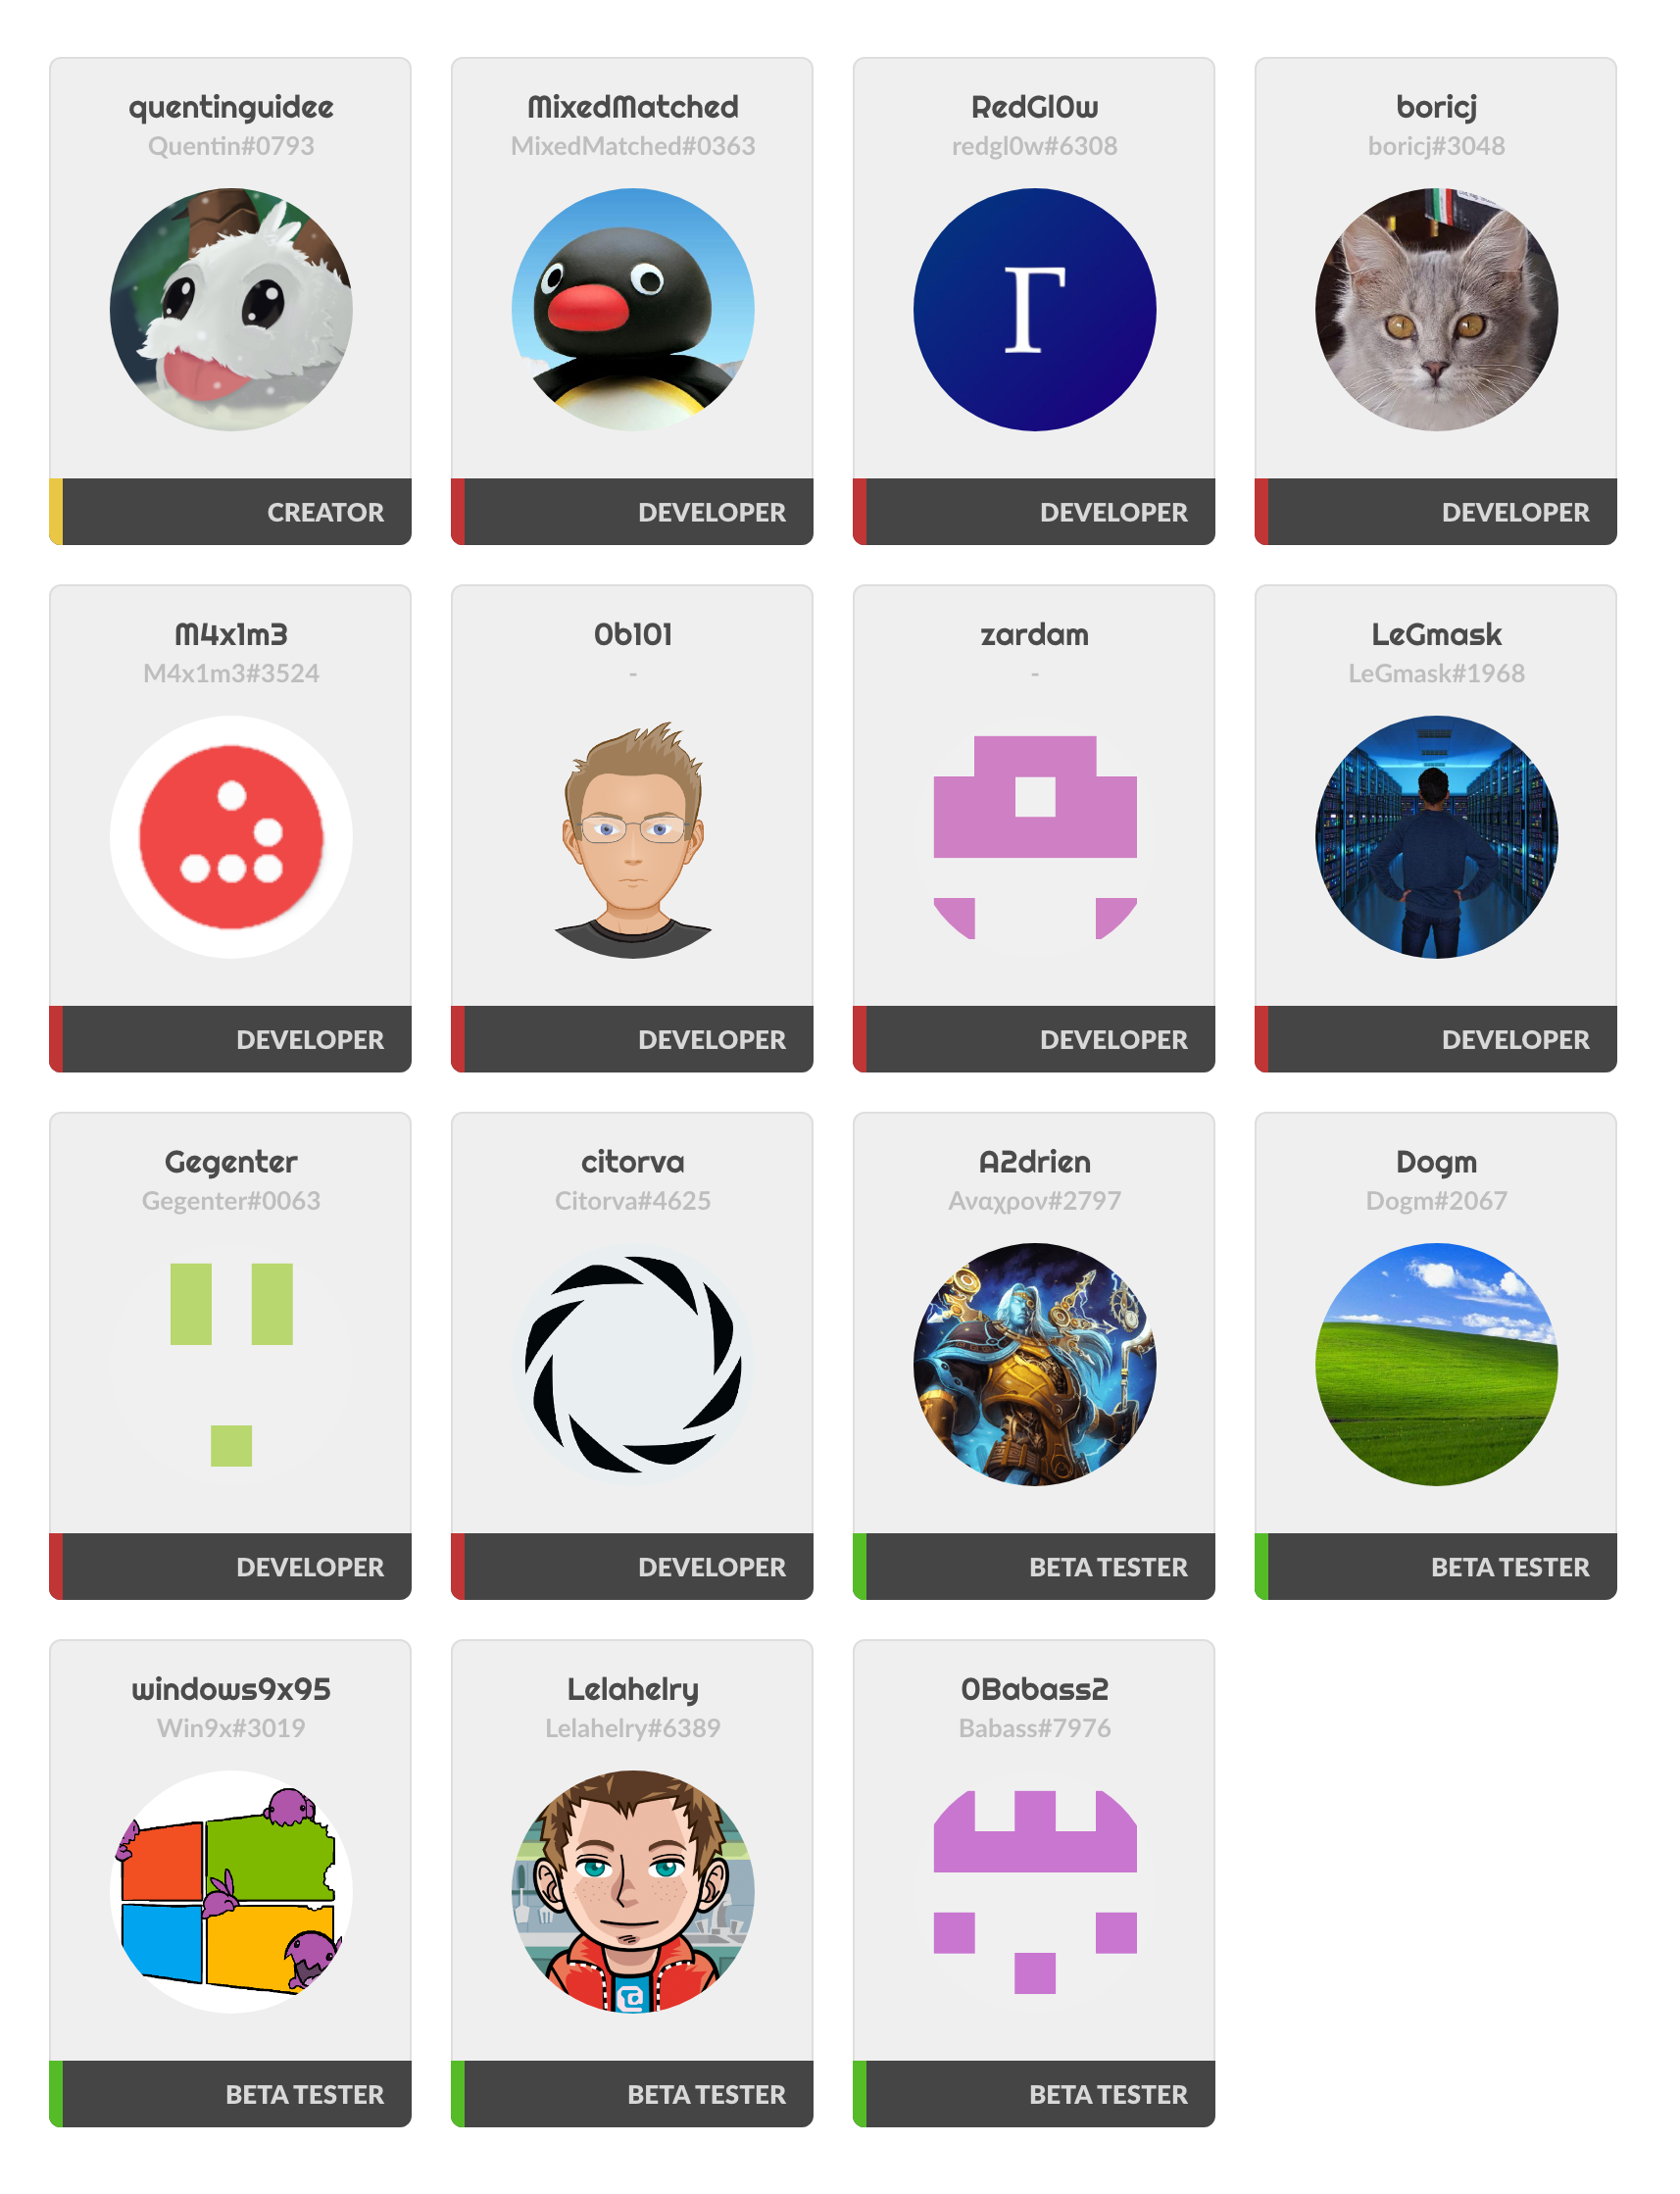 quentinguidee
Quentin#0793
CREATOR
MixedMatched
MixedMatched#0363
DEVELOPER
RedGl0w
redgl0w#6308
Γ
DEVELOPER
boricj
boricj#3048
DEVELOPER
M4x1m3
M4x1m3#3524
DEVELOPER
0b101
-
DEVELOPER
zardam
-
DEVELOPER
LeGmask
LeGmask#1968
DEVELOPER
Gegenter
Gegenter#0063
DEVELOPER
citorva
Citorva#4625
DEVELOPER
A2drien
Αναχρον#2797
BETA TESTER
Dogm
Dogm#2067
BETA TESTER
windows9x95
Win9x#3019
BETA TESTER
Lelahelry
Lelahelry#6389
@
BETA TESTER
0Babass2
Babass#7976
BETA TESTER